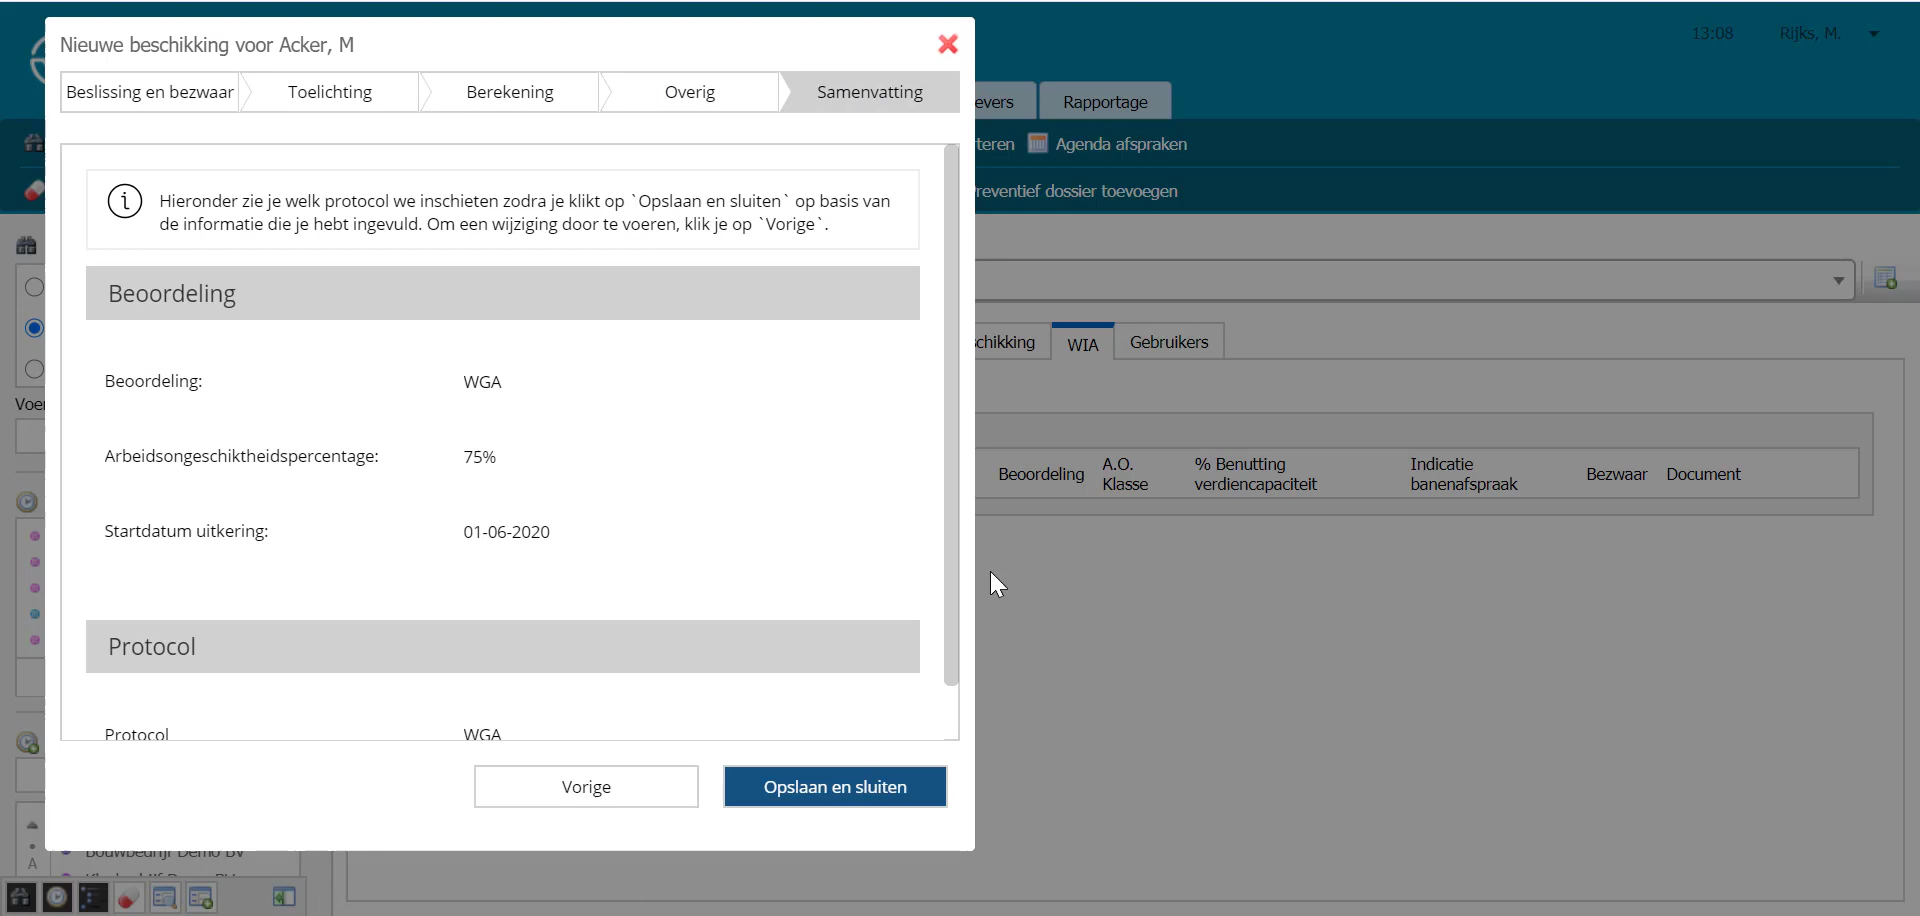 Nieuwe beschikking voor Acker, M
13:08
Rijks, M.
Beslissing en bezwaar
Toelichting
Berekening
Overig
Samenvatting
evers
Rapportage
teren
Agenda afspraken
reventief dossier toevoegen
Hieronder zie je welk protocol we inschieten zodra je klikt op `Opslaan en sluiten` op basis van
de informatie die je hebt ingevuld. Om een wijziging door te voeren, klik je op `Vorige`.
Beoordeling
Beoordeling: WGA
Arbeidsongeschiktheidspercentage: 75%
Startdatum uitkering: 01-06-2020
Protocol
Protocol WGA
Vorige
Opslaan en sluiten
chikking
WIA
Gebruikers
Voer
Beoordeling
A.O.
Klasse
% Benutting
verdiencapaciteit
Indicatie
banenafspraak
Bezwaar
Document
A
Bouwbedrijf Demo BV